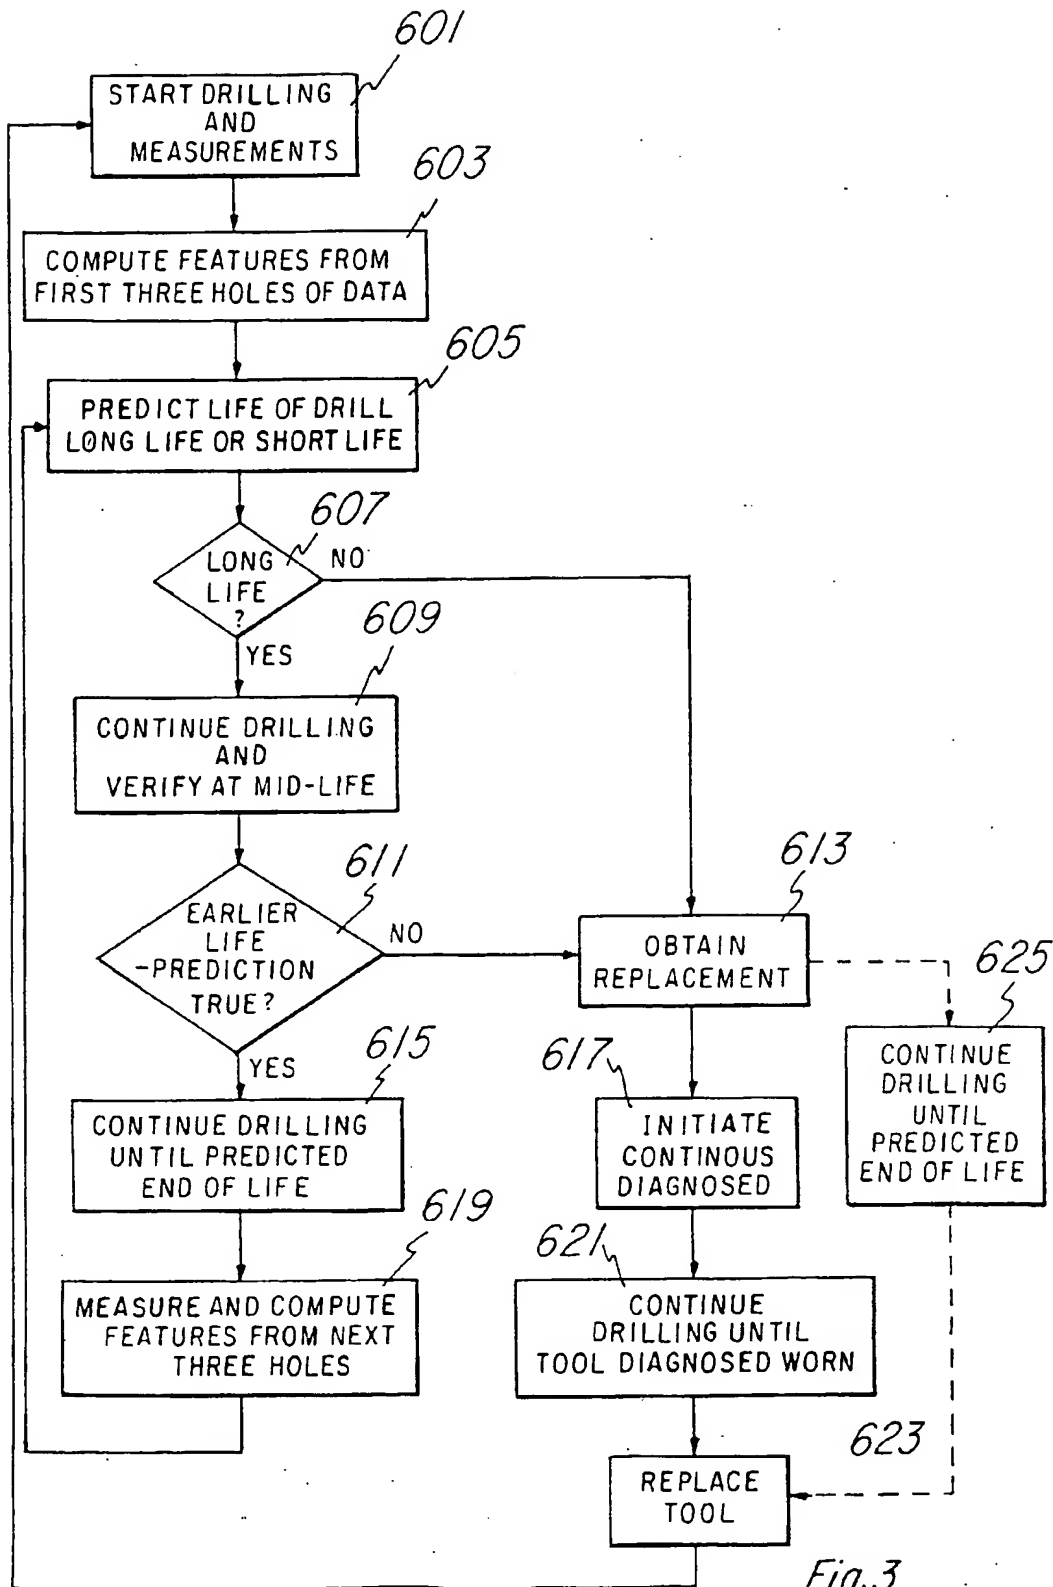 601
START DRILLING
AND
MEASUREMENTS
603
COMPUTE FEATURES FROM
FIRST THREE HOLES OF DATA
605
PREDICT LIFE OF DRILL
LONG LIFE OR SHORT LIFE
607
LONG
LIFE
?
NO
YES
609
CONTINUE DRILLING
AND
VERIFY AT MID-LIFE
611
EARLIER
LIFE
-PREDICTION
TRUE?
NO
YES
613
OBTAIN
REPLACEMENT
625
CONTINUE
DRILLING
UNTIL
PREDICTED
END OF LIFE
615
CONTINUE DRILLING
UNTIL PREDICTED
END OF LIFE
617
INITIATE
CONTINOUS
DIAGNOSED
619
MEASURE AND COMPUTE
FEATURES FROM NEXT
THREE HOLES
621
CONTINUE
DRILLING UNTIL
TOOL DIAGNOSED WORN
623
REPLACE
TOOL
Fig. 3